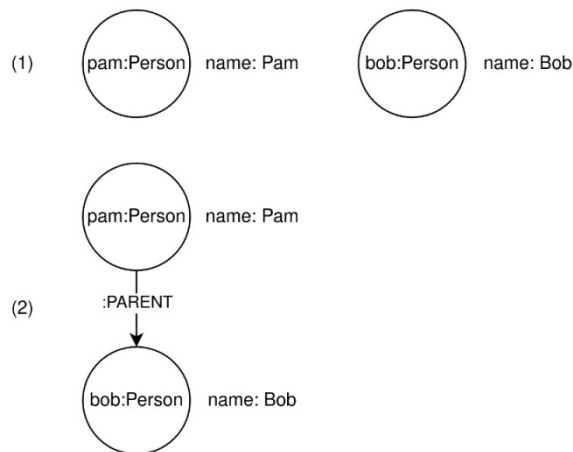 (1) pam:Person name: Pam bob:Person name: Bob
pam:Person name: Pam
:PARENT
(2)
bob:Person name: Bob